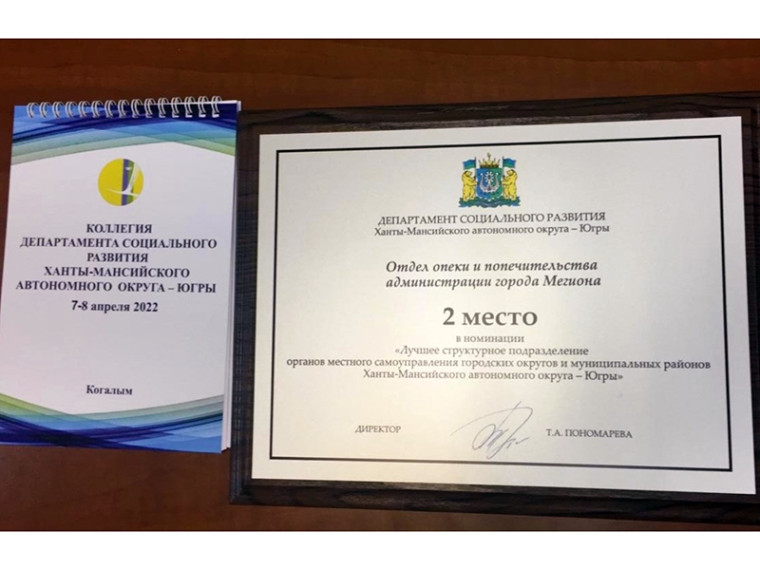 КОЛЛЕГИЯ
ДЕПАРТАМЕНТА СОЦИАЛЬНОГО
РАЗВИТИЯ
ХАНТЫ-МАНСИЙСКОГО
АВТОНОМНОГО ОКРУГА – ЮГРЫ
7-8 апреля 2022
Когалым
ДЕПАРТАМЕНТ СОЦИАЛЬНОГО РАЗВИТИЯ
Ханты-Мансийского автономного округа – Югры
Отдел опеки и попечительства
администрации города Мегиона
2 место
в номинации
«Лучшее структурное подразделение
органов местного самоуправления городских округов и муниципальных районов
Ханты-Мансийского автономного округа – Югры»
ДИРЕКТОР Т.А. ПОНОМАРЕВА